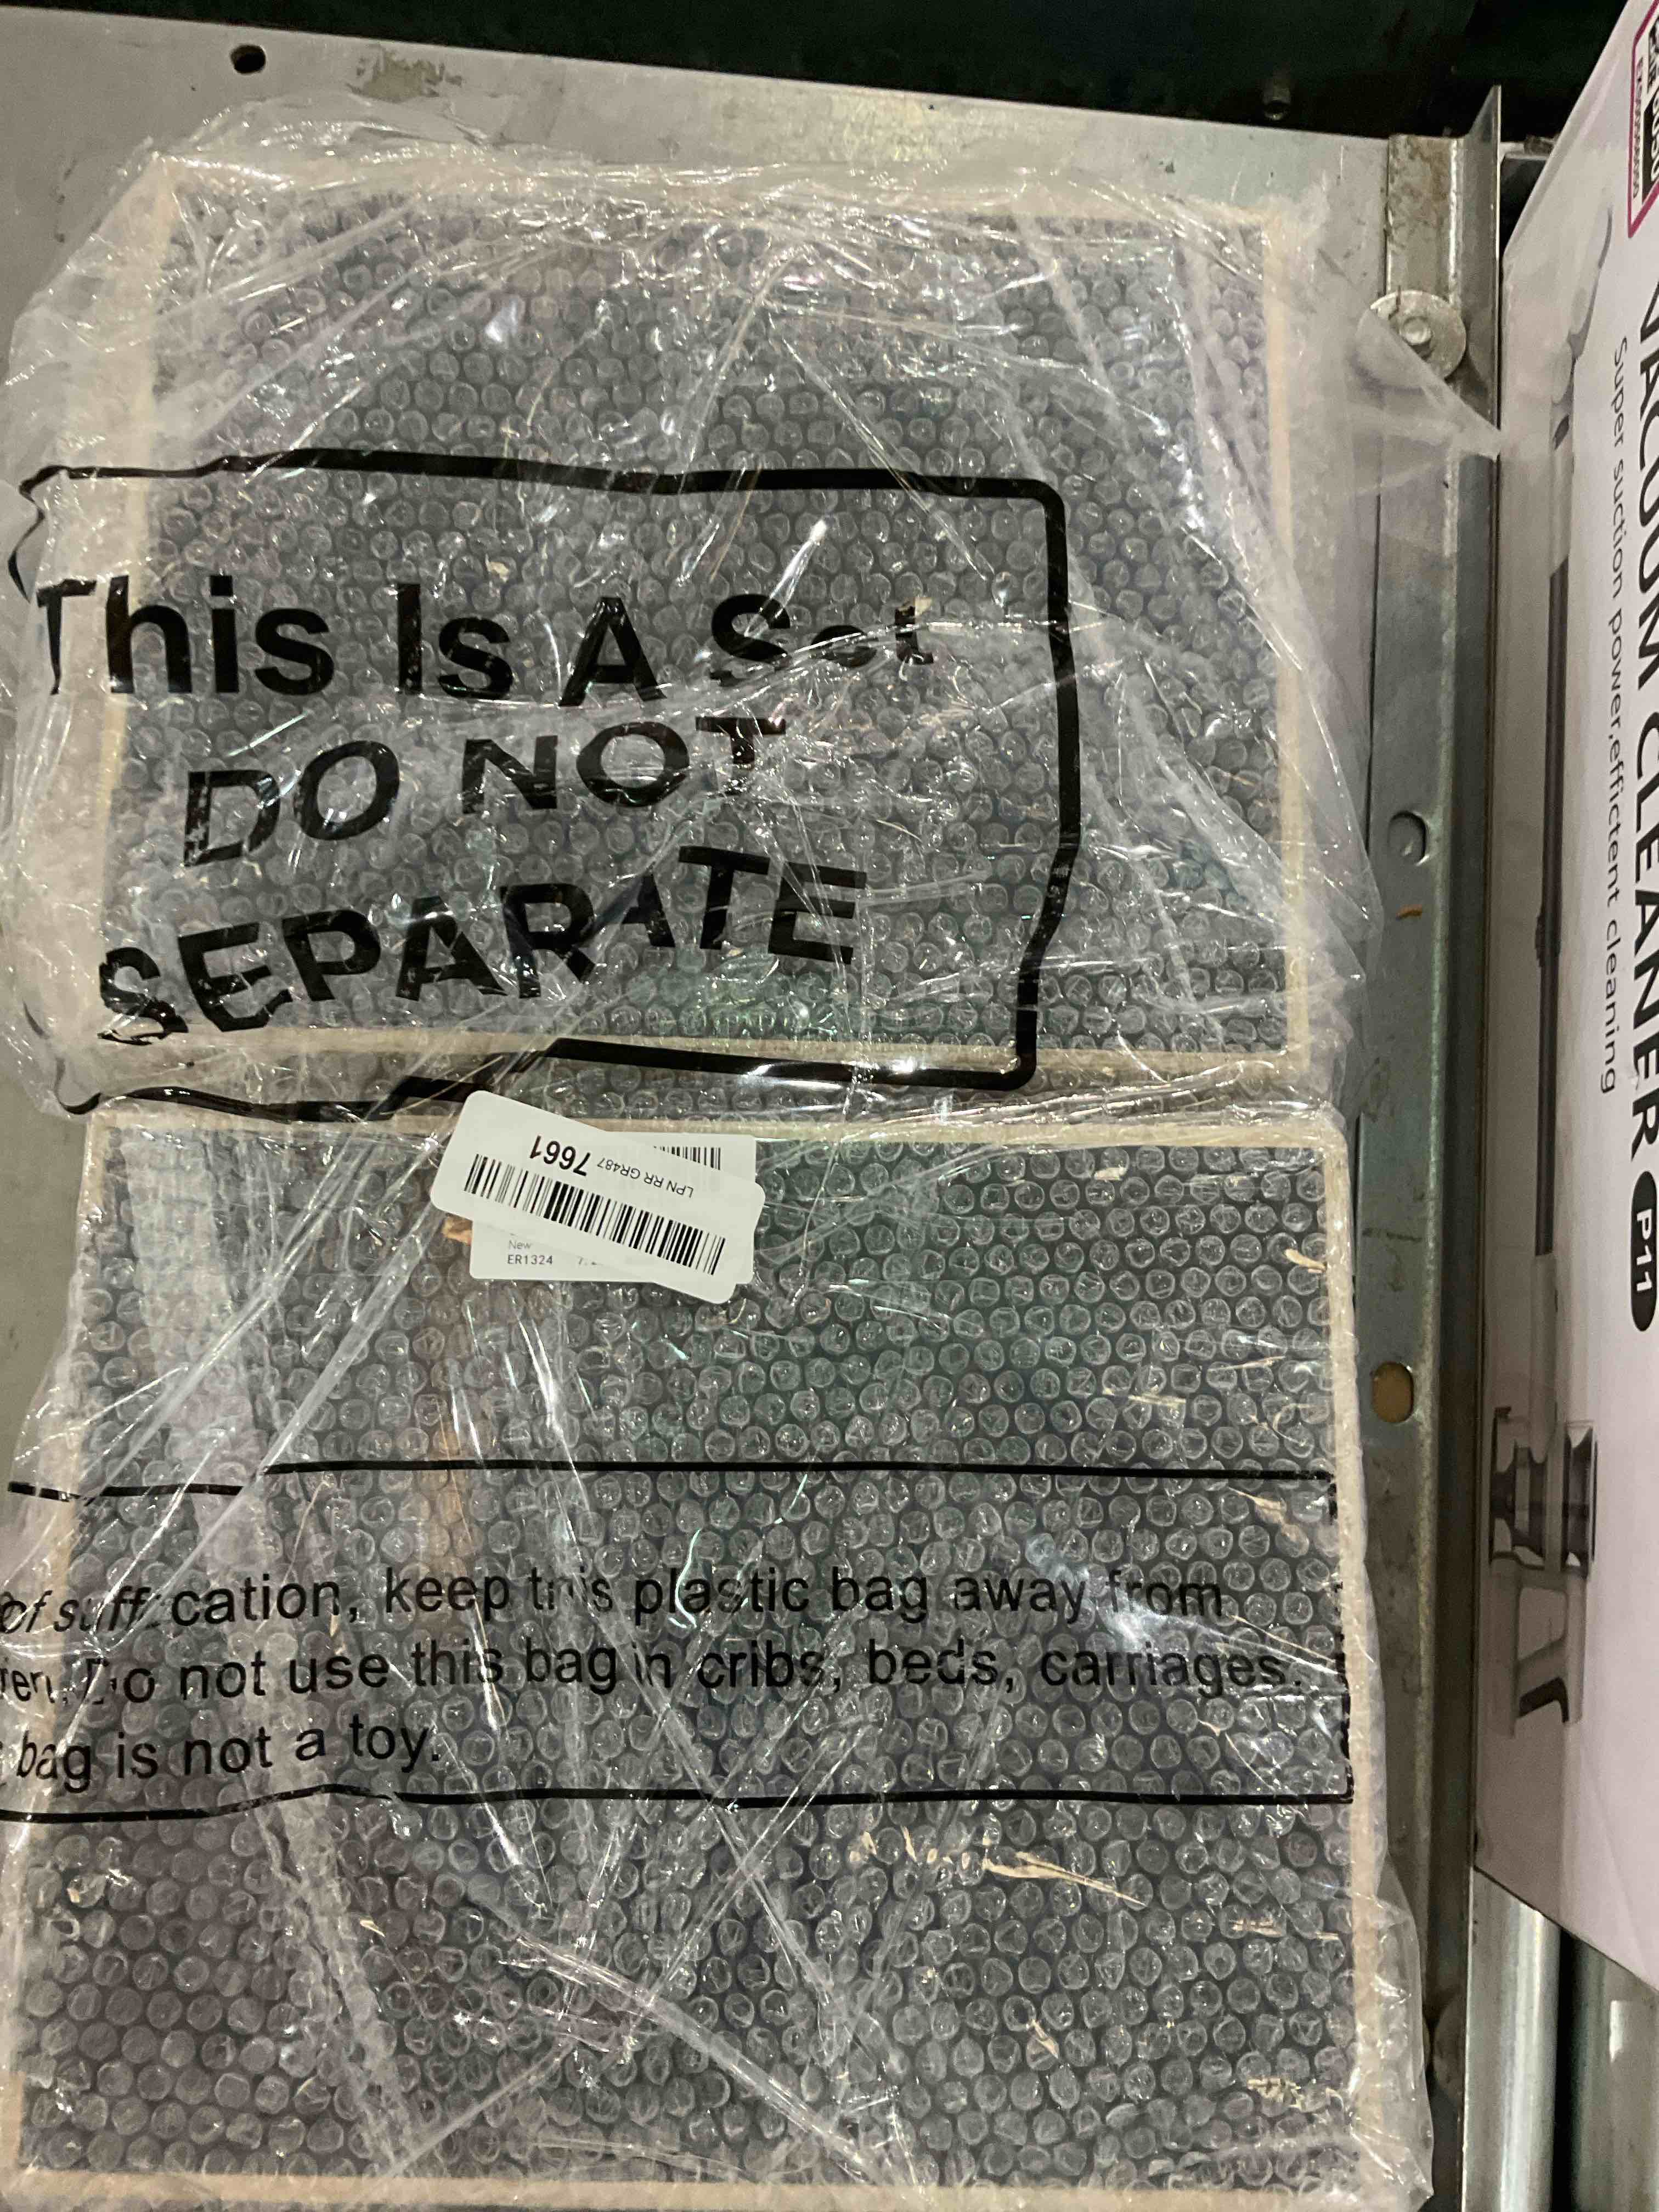 This Is A Set
DO NOT
SEPARATE
LPN RR GR487 7661
New
ER1324
of suffocation, keep this plastic bag away from
Do not use this bag in cribs, beds, carriages.
bag is not a toy.
VACUUM CLEANER P11
Super suction power,efficient cleaning